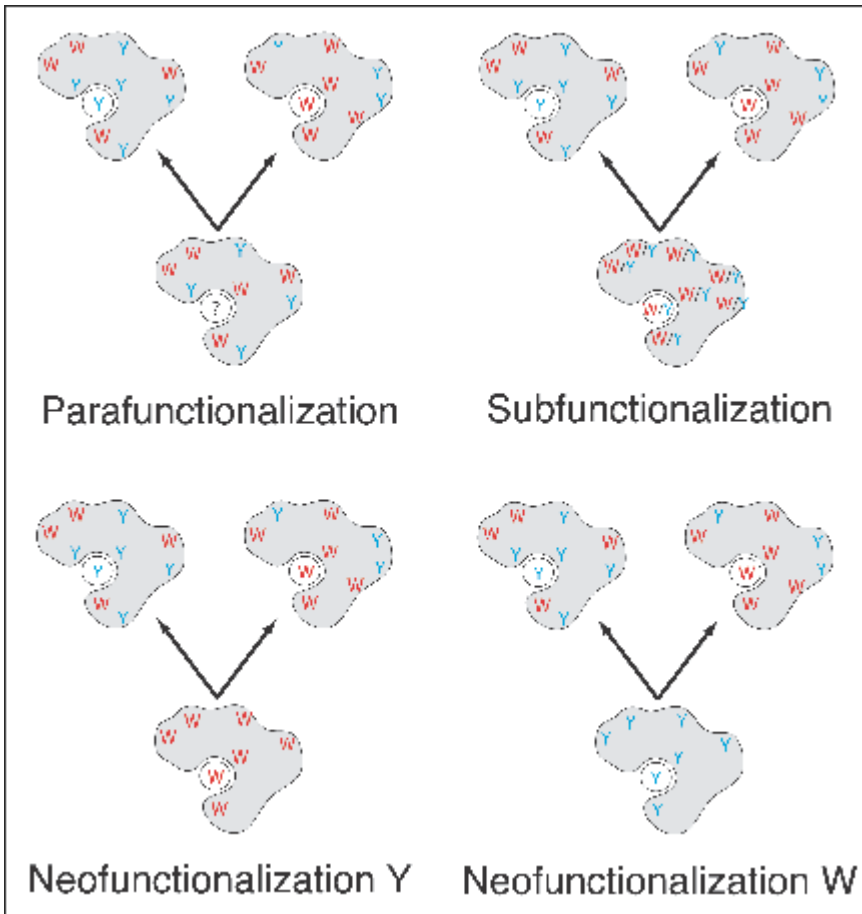 W Y W Y Y W Y Y W Y
Y W W W Y W Y W W
W Y W Y Y W Y Y W Y
Y W W W Y W Y W W
W Y W W Y W Y ? W Y
W/Y W/Y W/Y W/Y W/Y W/Y W/Y W/Y
Parafunctionalization
Subfunctionalization
W Y W Y Y W Y Y W Y
Y W W W Y W Y W W
W Y W Y Y W Y Y W Y
Y W W W Y W Y W W
W W W W W W W
Y Y Y Y Y Y Y
Neofunctionalization Y
Neofunctionalization W